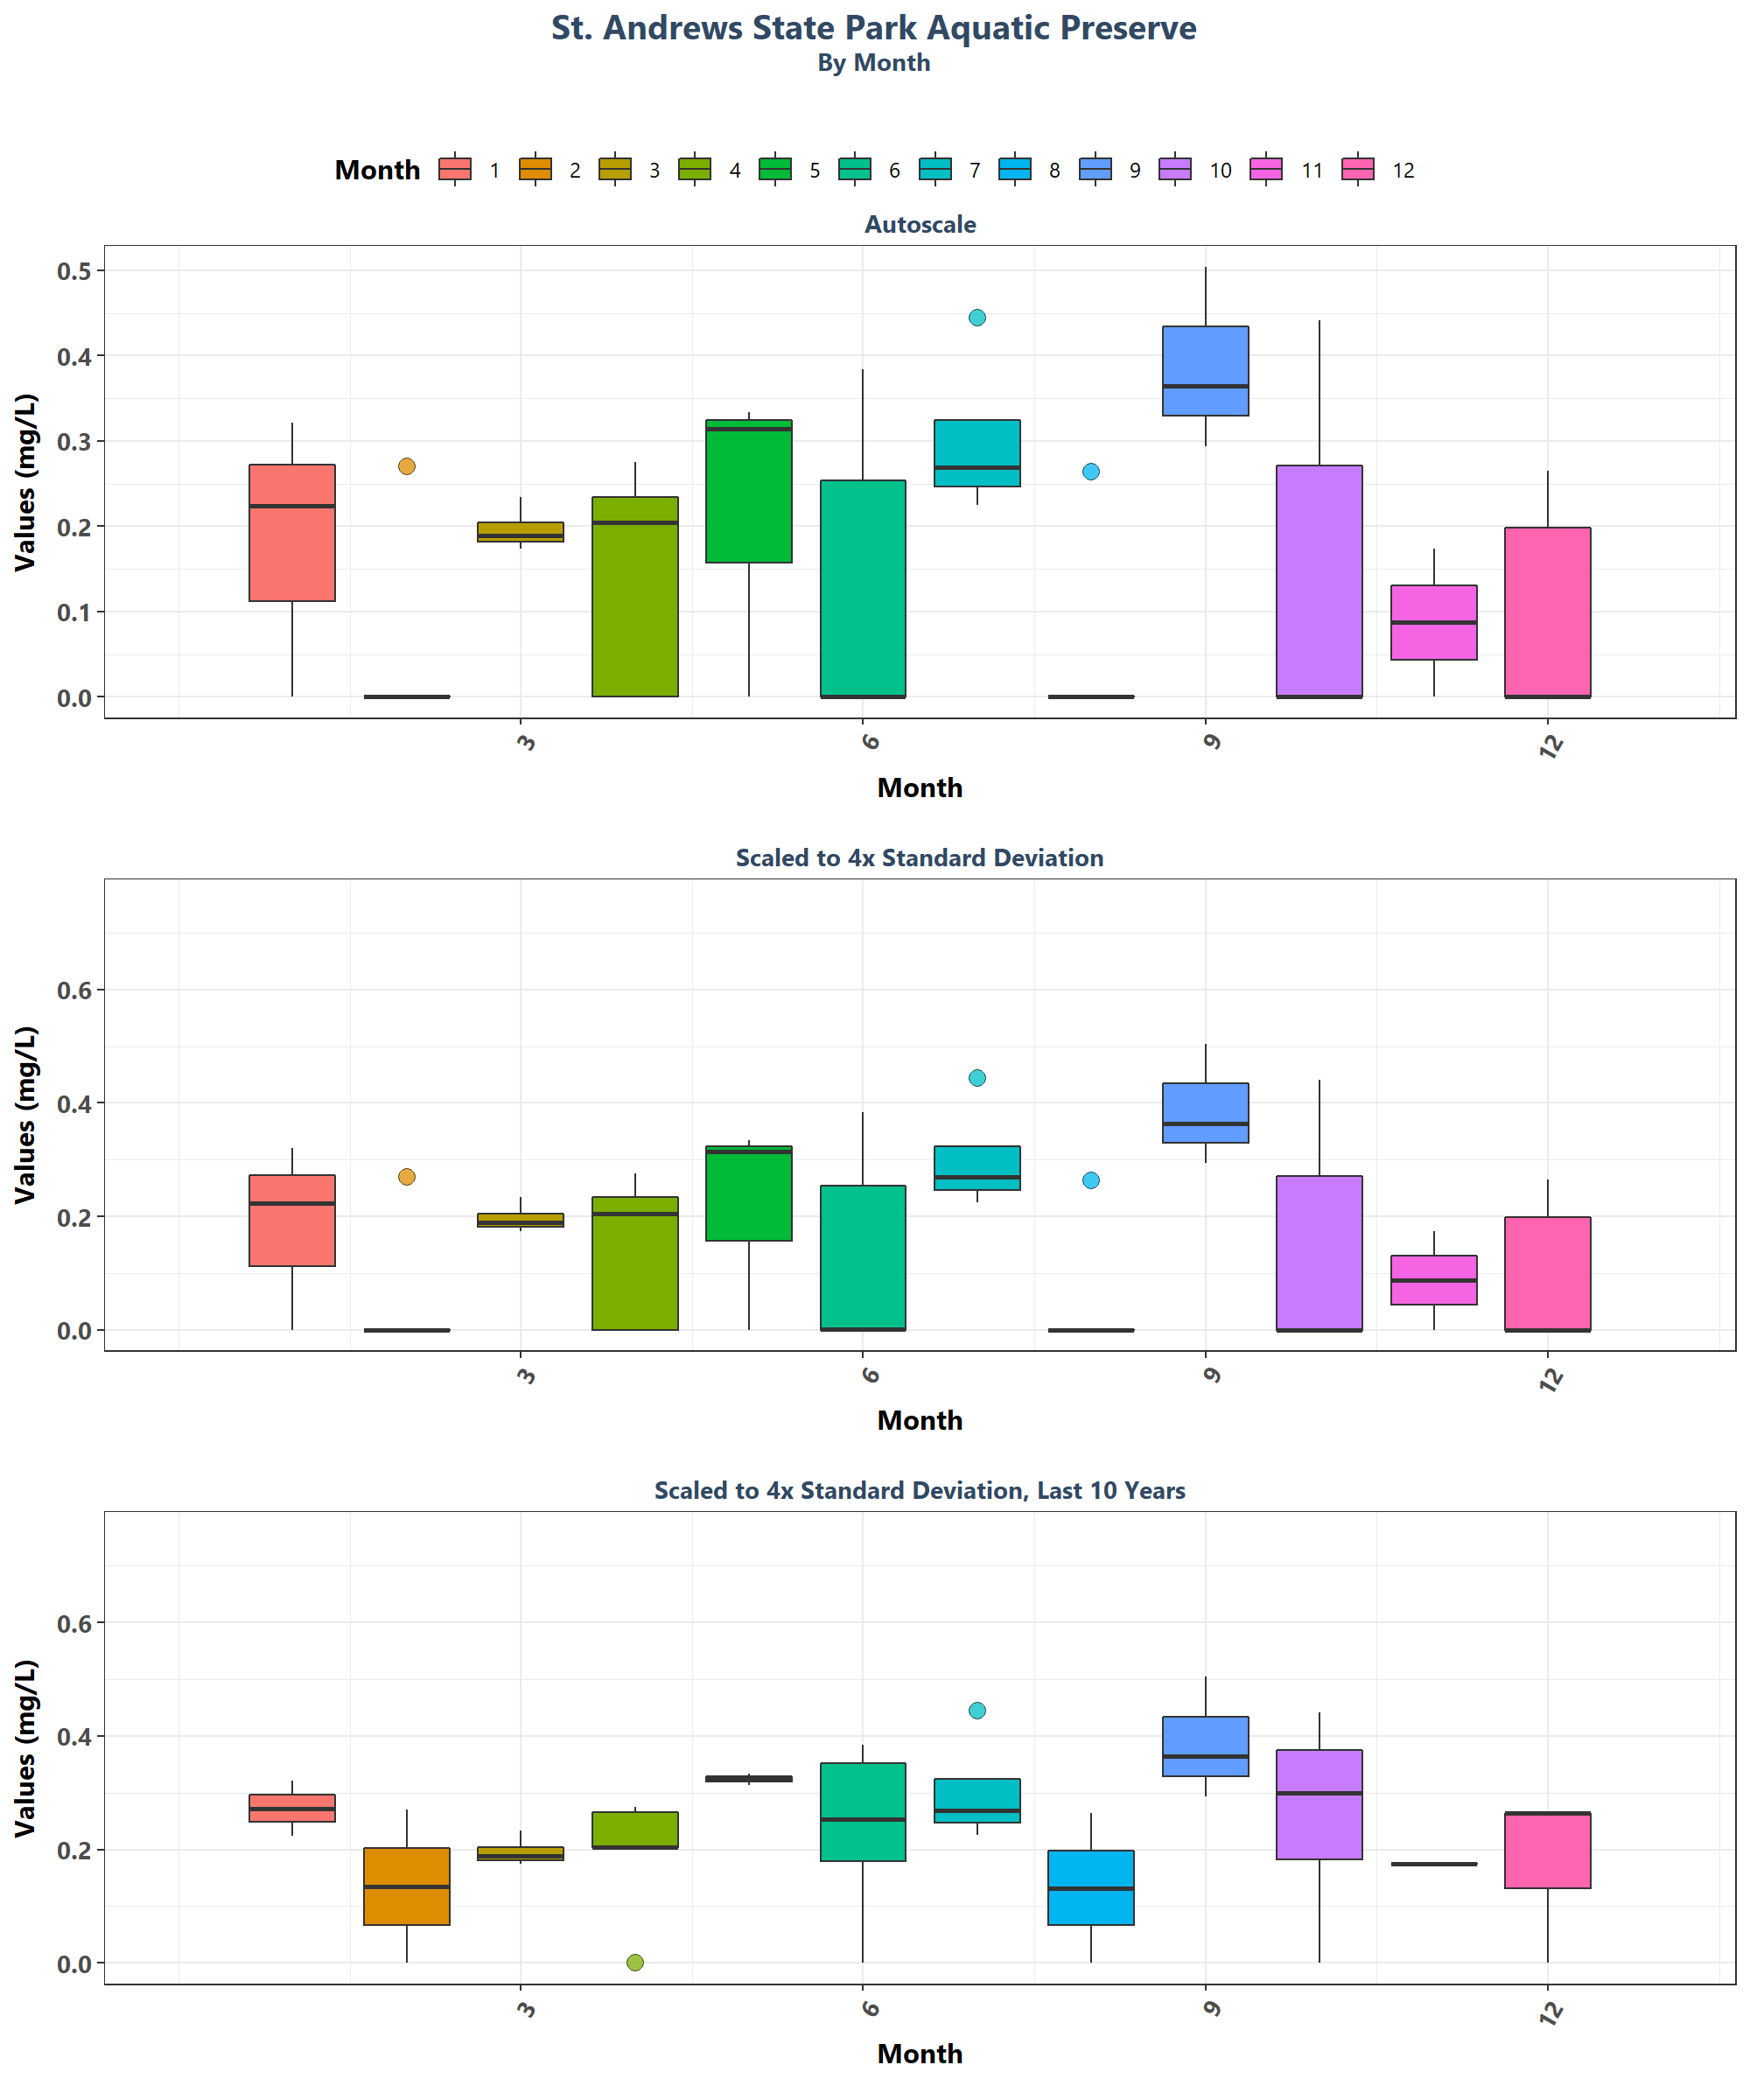 St. Andrews State Park Aquatic Preserve
By Month
Month 1 2 3 4 5 6 7 8 9 10 11 12
Autoscale
Values (mg/L)
0.5
0.4
0.3
0.2
0.1
0.0
3 6 9 12
Month
Scaled to 4x Standard Deviation
Values (mg/L)
0.6
0.4
0.2
0.0
3 6 9 12
Month
Scaled to 4x Standard Deviation, Last 10 Years
Values (mg/L)
0.6
0.4
0.2
0.0
3 6 9 12
Month